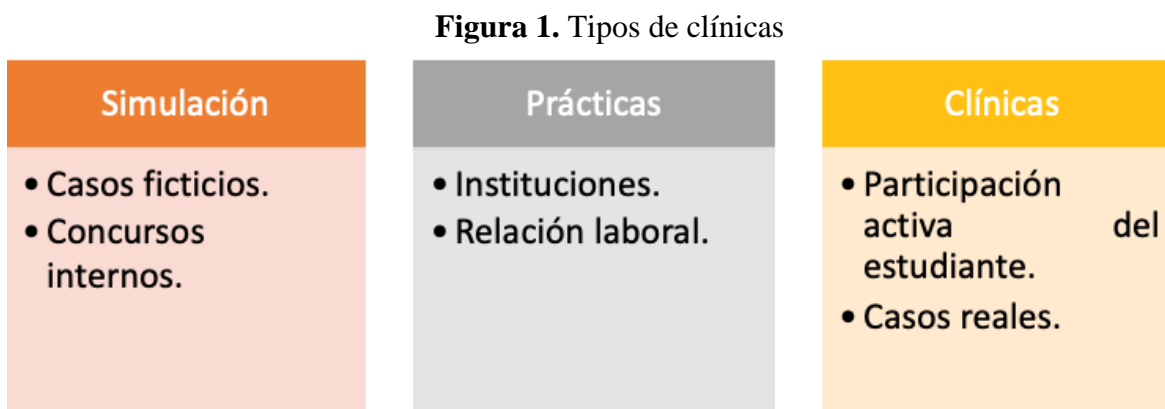 Figura 1. Tipos de clínicas
Simulación
• Casos ficticios.
• Concursos
internos.
Prácticas
• Instituciones.
• Relación laboral.
Clínicas
• Participación
activa del
estudiante.
• Casos reales.